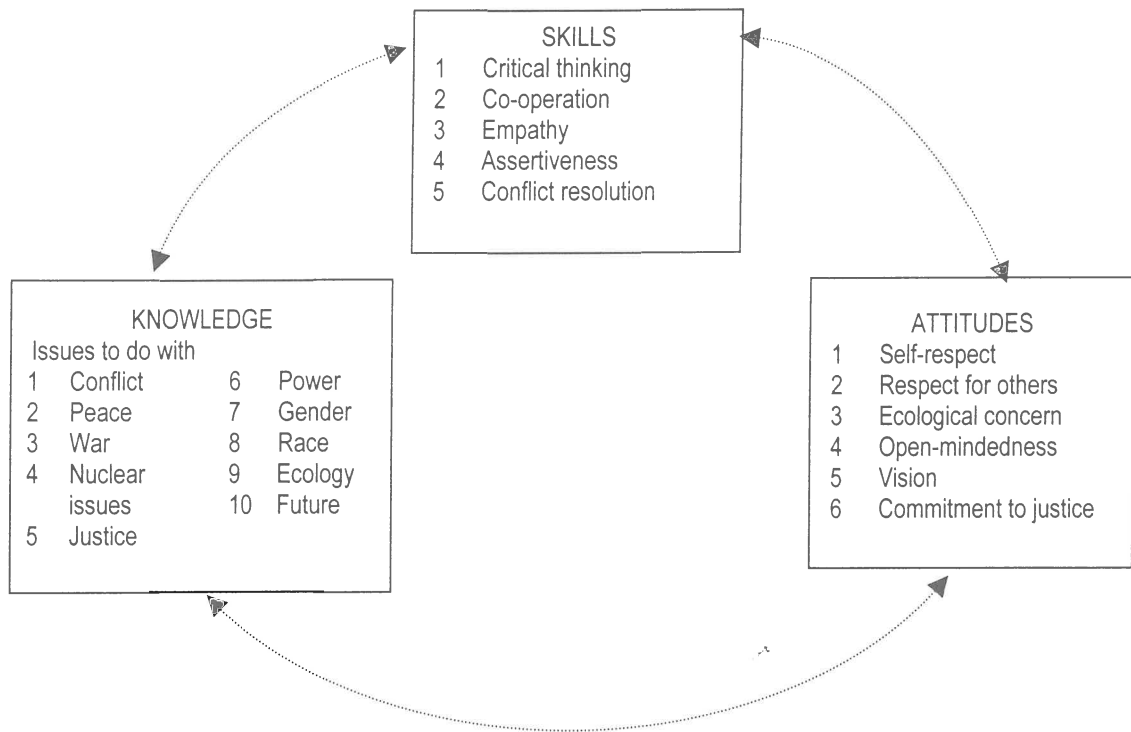 SKILLS
1 Critical thinking
2 Co-operation
3 Empathy
4 Assertiveness
5 Conflict resolution
KNOWLEDGE
Issues to do with
1 Conflict
2 Peace
3 War
4 Nuclear
issues
5 Justice
6 Power
7 Gender
8 Race
9 Ecology
10 Future
ATTITUDES
1 Self-respect
2 Respect for others
3 Ecological concern
4 Open-mindedness
5 Vision
6 Commitment to justice